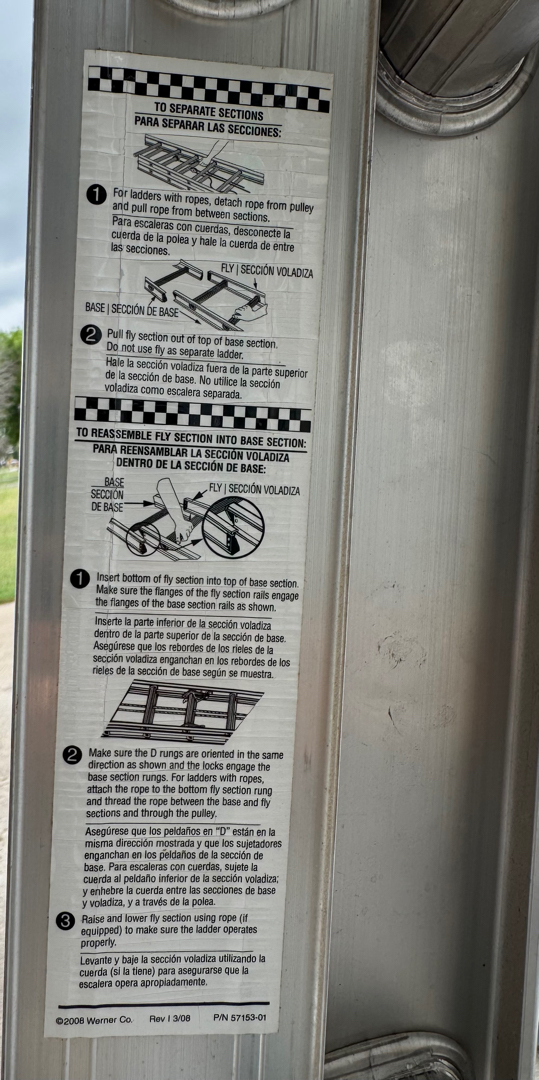 TO SEPARATE SECTIONS
PARA SEPARAR LAS SECCIONES:
1 For ladders with ropes, detach rope from pulley
and pull rope from between sections.
Para escaleras con cuerdas, desconecte la
cuerda de la polea y hale la cuerda de entre
las secciones.
FLY | SECCIÓN VOLADIZA
BASE | SECCIÓN DE BASE
2 Pull fly section out of top of base section.
Do not use fly as separate ladder.
Hale la sección voladiza fuera de la parte superior
de la sección de base. No utilice la sección
voladiza como escalera separada.
TO REASSEMBLE FLY SECTION INTO BASE SECTION:
PARA REENSAMBLAR LA SECCIÓN VOLADIZA
DENTRO DE LA SECCIÓN DE BASE:
BASE
SECCIÓN
DE BASE
FLY | SECCIÓN VOLADIZA
1 Insert bottom of fly section into top of base section.
Make sure the flanges of the fly section rails engage
the flanges of the base section rails as shown.
Inserte la parte inferior de la sección voladiza
dentro de la parte superior de la sección de base.
Asegúrese que los rebordes de los rieles de la
sección voladiza enganchan en los rebordes de los
rieles de la sección de base según se muestra.
2 Make sure the D rungs are oriented in the same
direction as shown and the locks engage the
base section rungs. For ladders with ropes,
attach the rope to the bottom fly section rung
and thread the rope between the base and fly
sections and through the pulley.
Asegúrese que los peldaños en "D" están en la
misma dirección mostrada y que los sujetadores
enganchan en los peldaños de la sección de
base. Para escaleras con cuerdas, sujete la
cuerda al peldaño inferior de la sección voladiza;
y enhebre la cuerda entre las secciones de base
y voladiza, y a través de la polea.
3 Raise and lower fly section using rope (if
equipped) to make sure the ladder operates
properly.
Levante y baje la sección voladiza utilizando la
cuerda (si la tiene) para asegurarse que la
escalera opera apropiadamente.
©2008 Werner Co. Rev I 3/08 P/N 57153-01